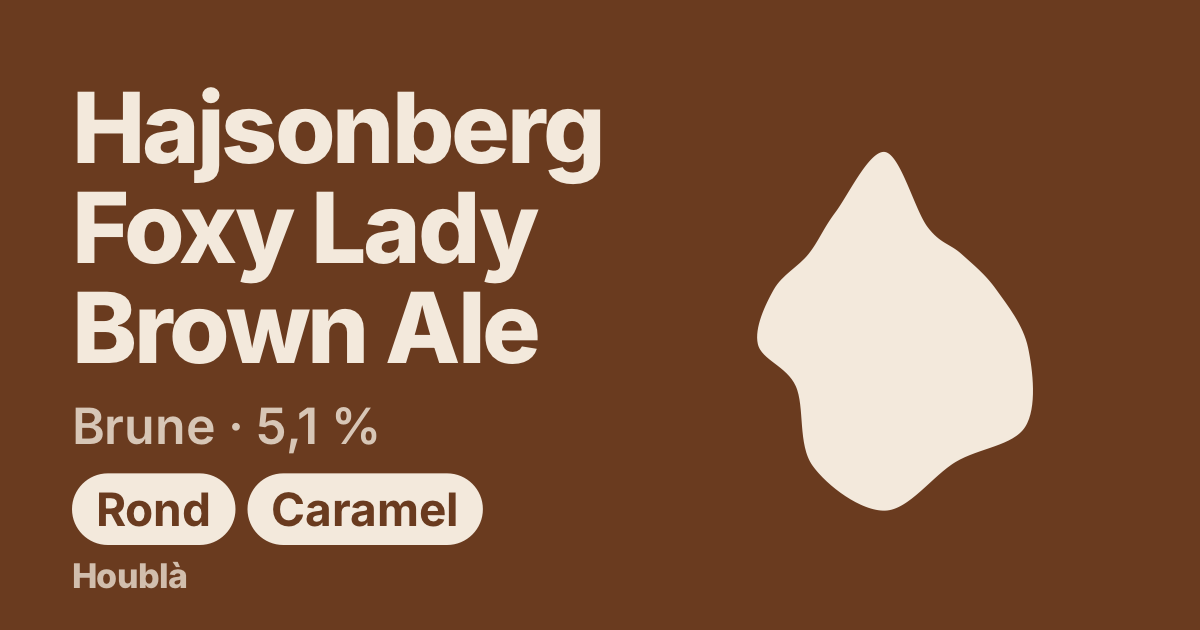 Hajsonberg
Foxy Lady
Brown Ale
Brune · 5,1 %
Rond Caramel
Houblà